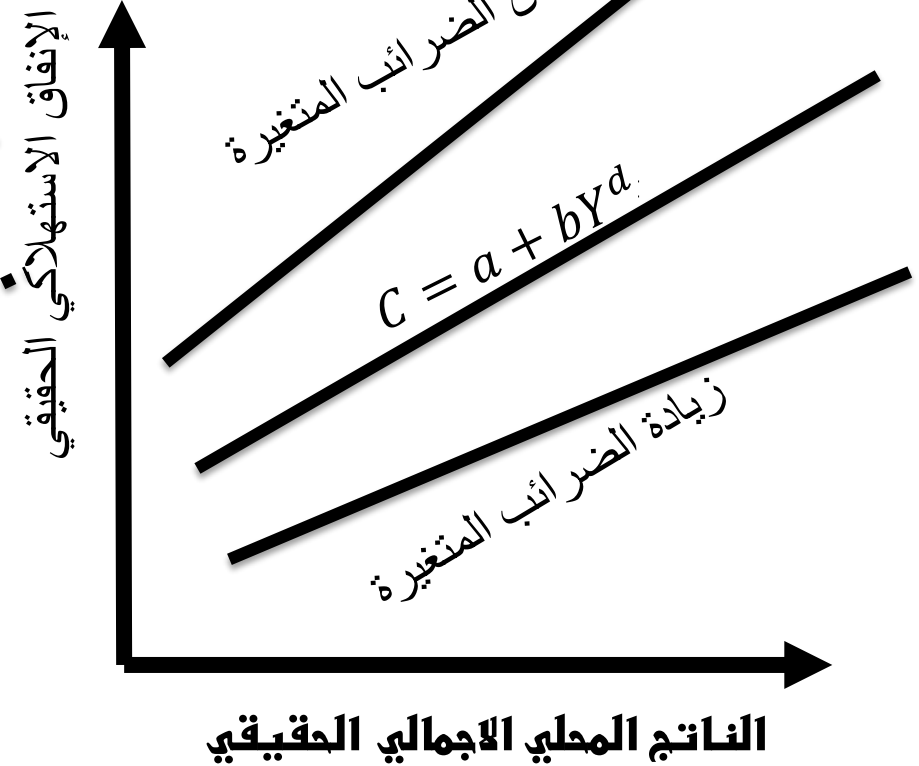 الضرائب المتغيرة
C = a + bY^d
زيادة الضرائب المتغيرة
الإنفاق الاستهلاكي الحقيقي
الناتج المحلي الاجمالي الحقيقي